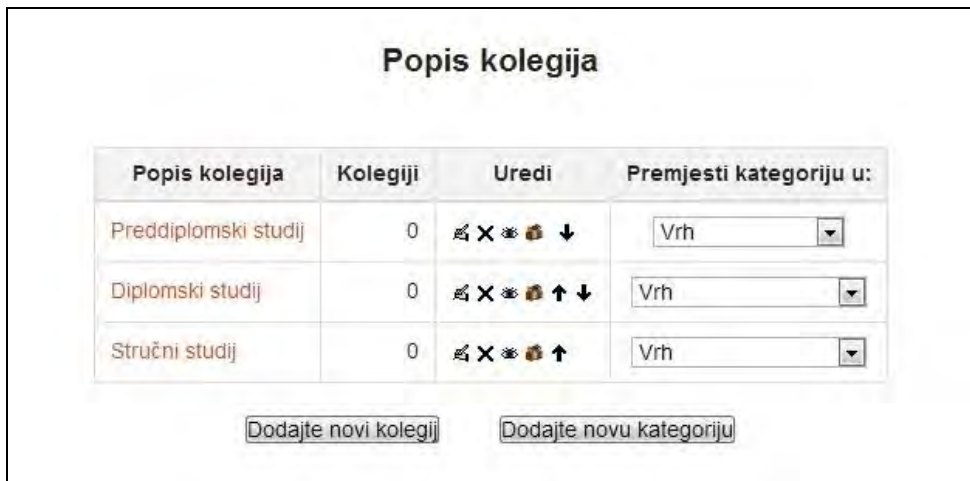 Popis kolegija
Popis kolegija Kolegiji Uredi Premjesti kategoriju u:
Preddiplomski studij 0 Vrh
Diplomski studij 0 Vrh
Stručni studij 0 Vrh
Dodajte novi kolegij Dodajte novu kategoriju